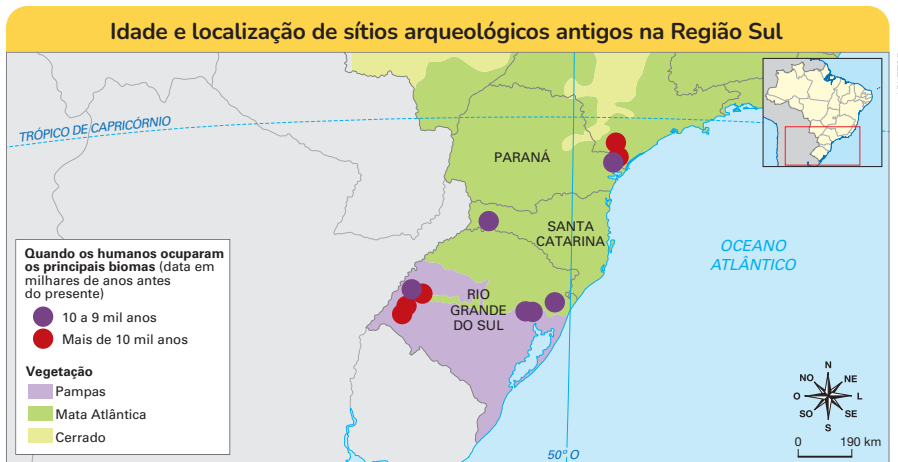 Idade e localização de sítios arqueológicos antigos na Região Sul
TRÓPICO DE CAPRICÓRNIO
PARANÁ
SANTA
CATARINA
OCEANO
ATLÂNTICO
RIO
GRANDE
DO SUL
Quando os humanos ocuparam
os principais biomas (data em
milhares de anos antes
do presente)
10 a 9 mil anos
Mais de 10 mil anos
Vegetação
Pampas
Mata Atlântica
Cerrado
N
NO
NE
O
L
SO
SE
S
0 190 km
50° O